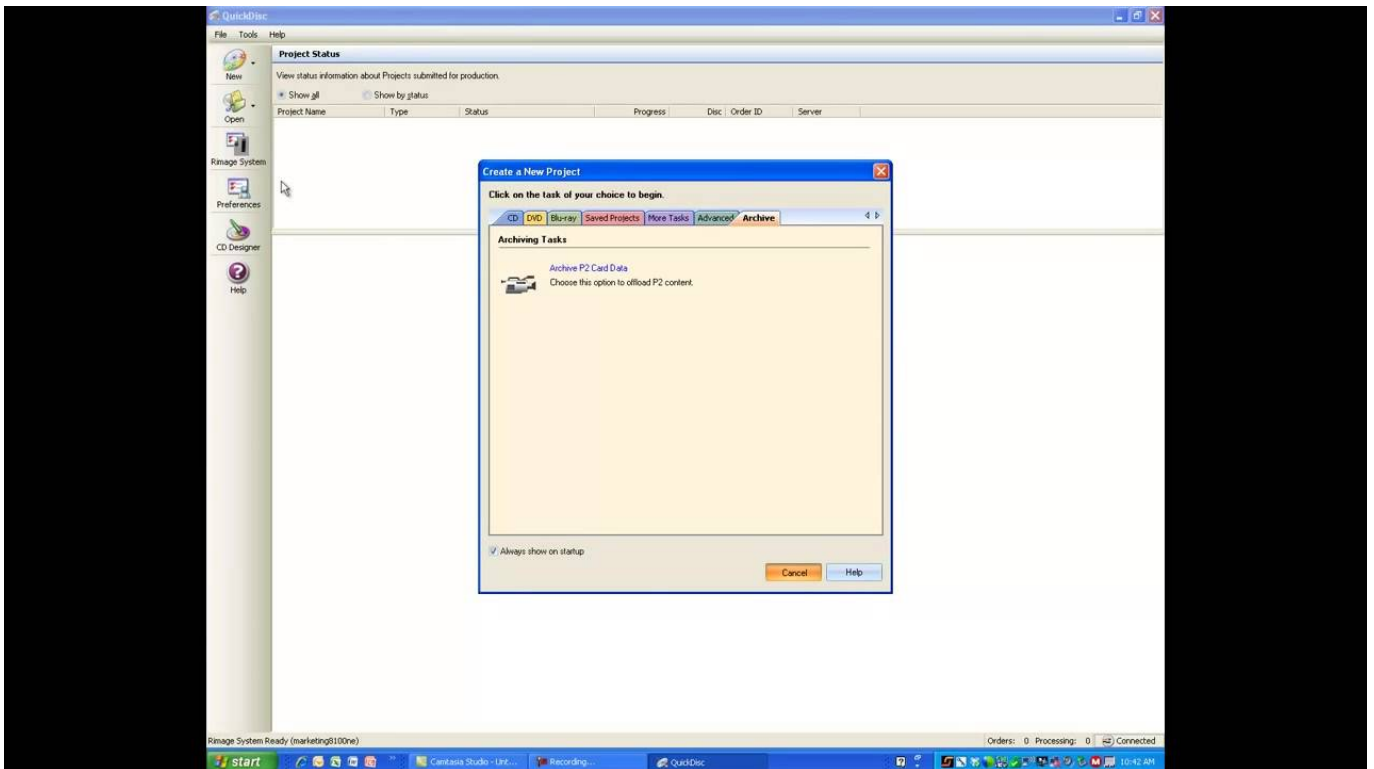 QuickDisc
File Tools Help
New
Open
Rimage System
Preferences
CD Designer
Help
Project Status
View status information about Projects submitted for production.
Show all Show by status
Project Name Type Status Progress Disc Order ID Server
Create a New Project
Click on the task of your choice to begin.
CD DVD Blu-ray Saved Projects More Tasks Advanced Archive
Archiving Tasks
Archive P2 Card Data
Choose this option to offload P2 content.
Always show on startup
Cancel Help
Rimage System Ready (marketing8100ne) Orders: 0 Processing: 0 Connected
start Camtasia Studio - Unt... Recording... QuickDisc 10:42 AM